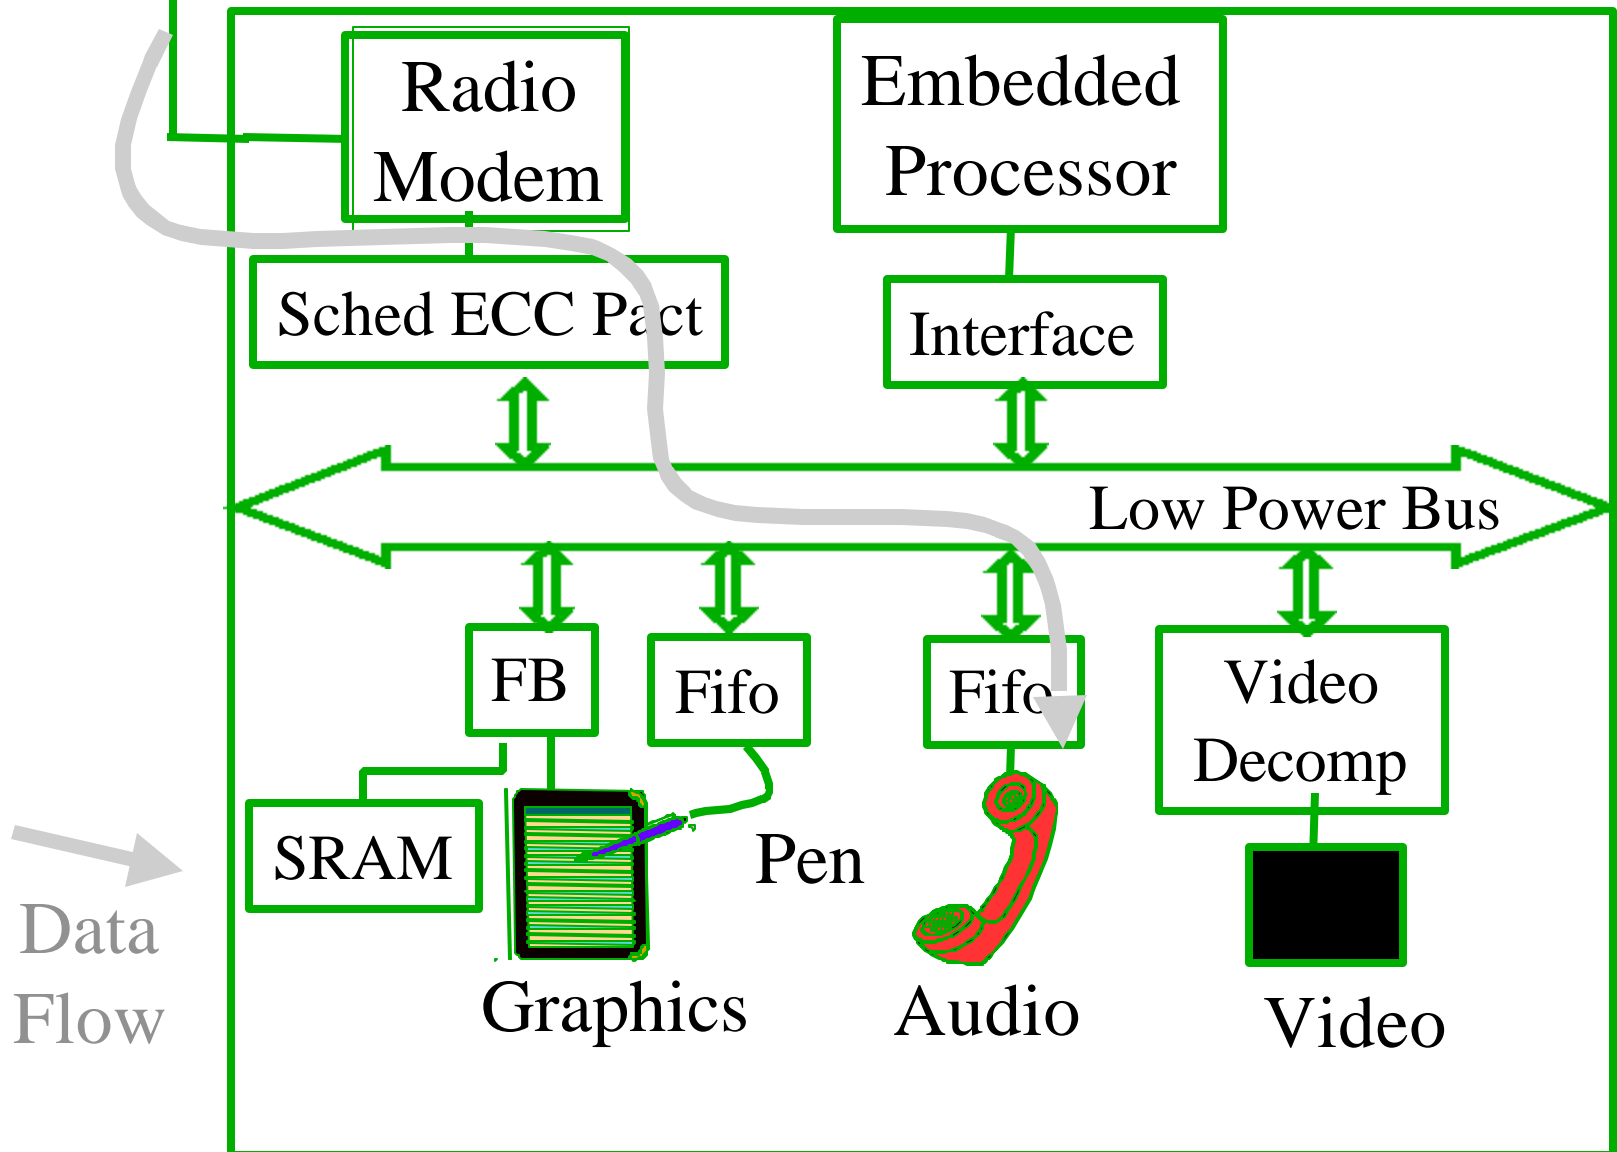 Radio
Modem
Embedded
Processor
Sched ECC Pact
Interface
Low Power Bus
FB
Fifo
Fifo
Video
Decomp
SRAM
Pen
Data
Flow
Graphics
Audio
Video